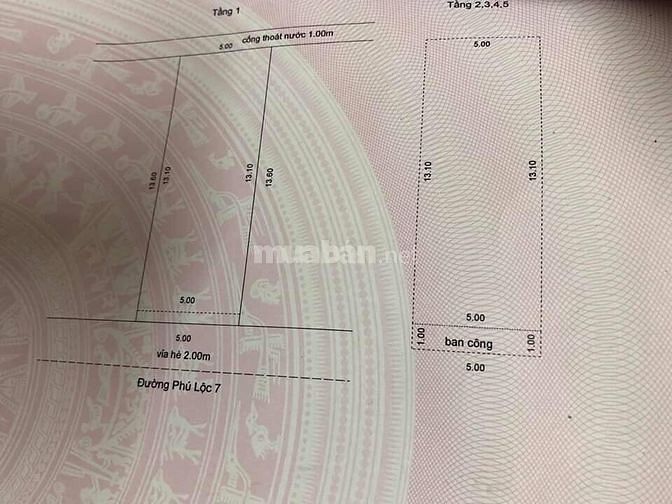 Tầng 1
5.00 cống thoát nước 1.00m
13.60
13.10
13.10
13.60
5.00
5.00
vỉa hè 2.00m
Đường Phú Lộc 7
Tầng 2,3,4,5
5.00
13.10
13.10
5.00
1.00
ban công
1.00
5.00
muaban.net